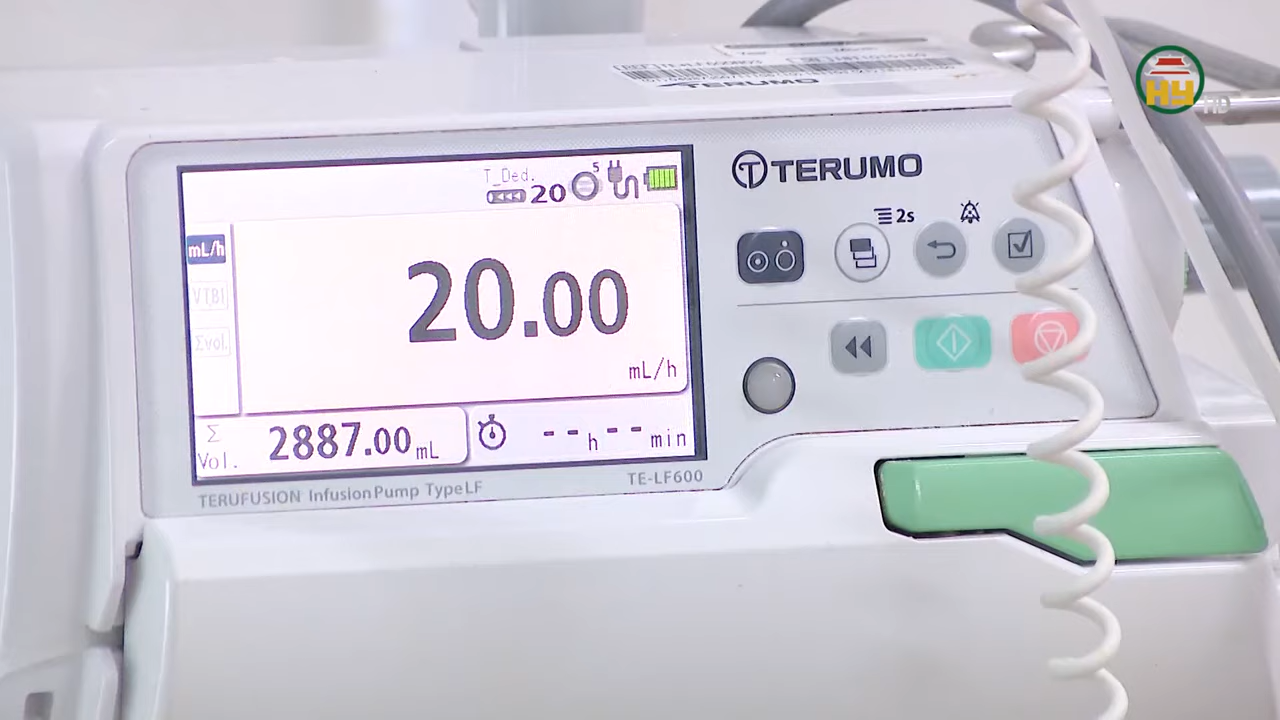 TERUMO
HY
HD
T_Ded.
20
5
TERUMO
2s
mL/h
VTBI
Σvol.
20.00
mL/h
Σ
Vol.
2887.00 mL
--h--min
TERUFUSION Infusion Pump Type LF
TE-LF600